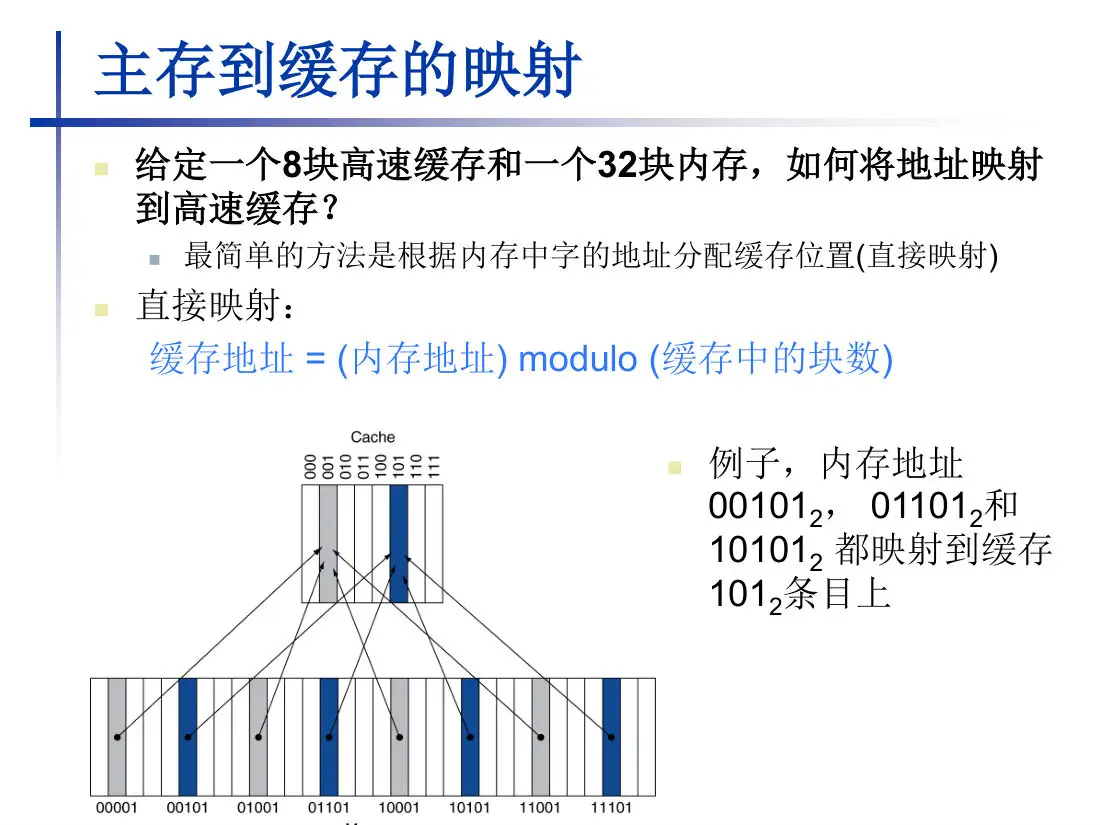 主存到缓存的映射
给定一个8块高速缓存和一个32块内存，如何将地址映射
到高速缓存？
最简单的方法是根据内存中字的地址分配缓存位置(直接映射)
直接映射：
缓存地址 = (内存地址) modulo (缓存中的块数)
Cache
000 001 010 011 100 101 110 111
例子，内存地址
00101₂， 01101₂和
10101₂ 都映射到缓存
101₂条目上
00001 00101 01001 01101 10001 10101 11001 11101